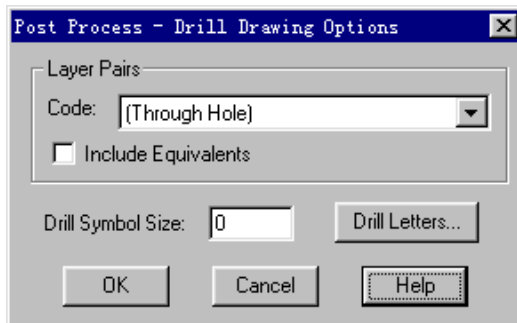 Post Process - Drill Drawing Options
Layer Pairs
Code: (Through Hole)
Include Equivalents
Drill Symbol Size: 0 Drill Letters...
OK Cancel Help